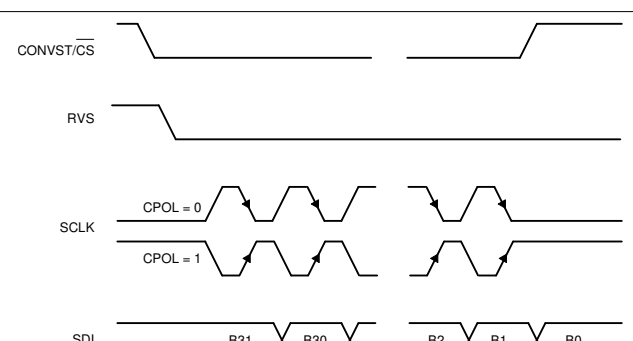 CONVST/CS
RVS
CPOL = 0
SCLK
CPOL = 1
SDI B31 B30 B2 B1 B0